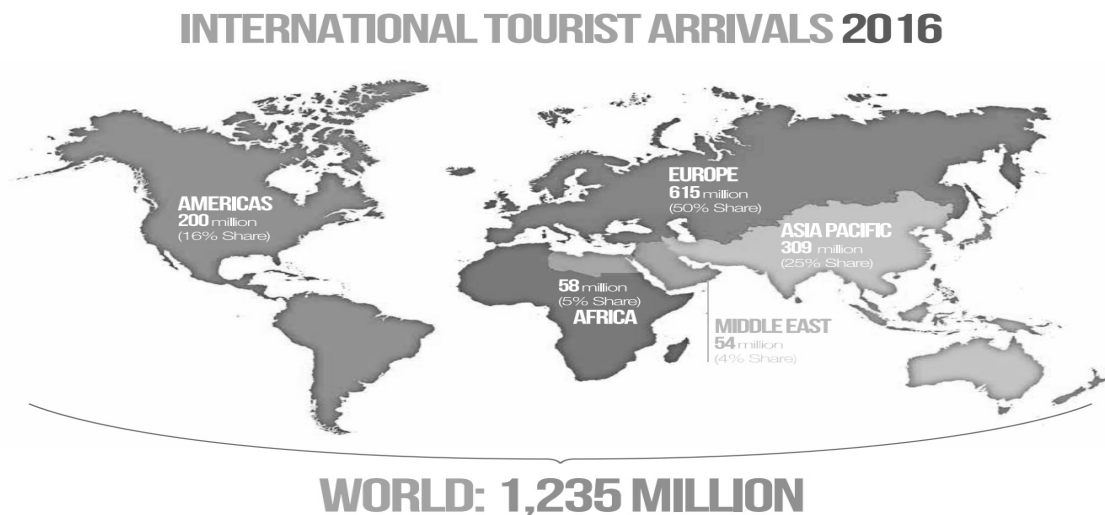 INTERNATIONAL TOURIST ARRIVALS 2016
AMERICAS
200 million
(16% Share)
EUROPE
615 million
(50% Share)
ASIA PACIFIC
309 million
(25% Share)
58 million
(5% Share)
AFRICA
MIDDLE EAST
54 million
(4% Share)
WORLD: 1,235 MILLION